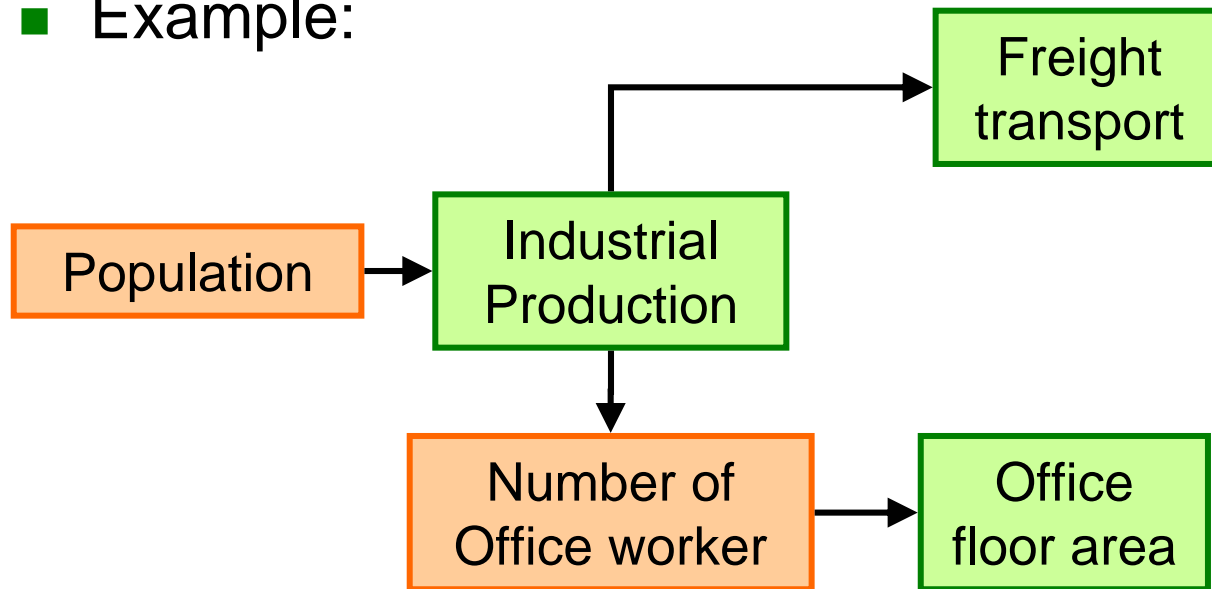 Example:
Freight
transport
Population
Industrial
Production
Number of
Office worker
Office
floor area